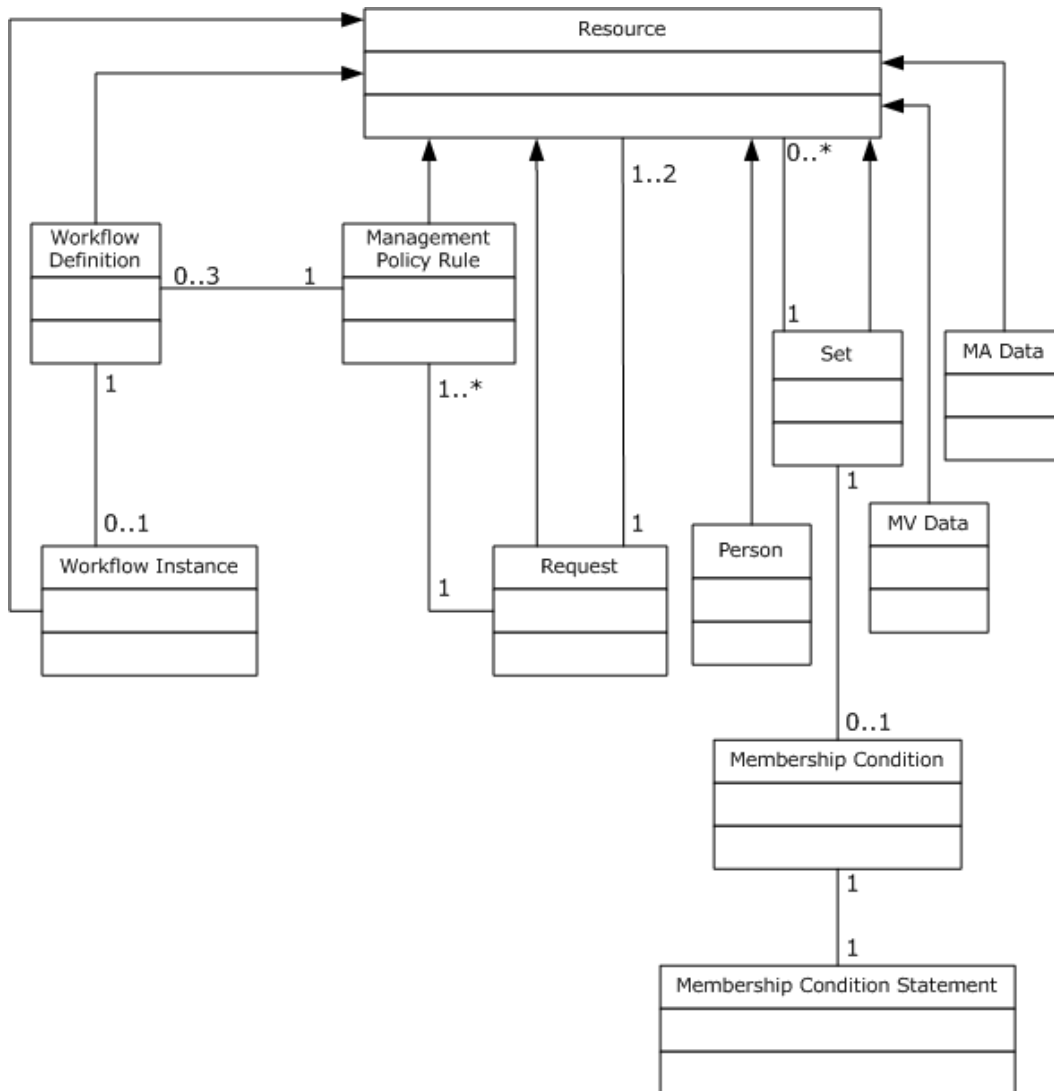 Resource
1..2
0..*
Workflow
Definition
Management
Policy Rule
0..3
1
1
Set
MA Data
1
1..*
1
MV Data
0..1
1
Person
Workflow Instance
Request
1
0..1
Membership Condition
1
1
Membership Condition Statement